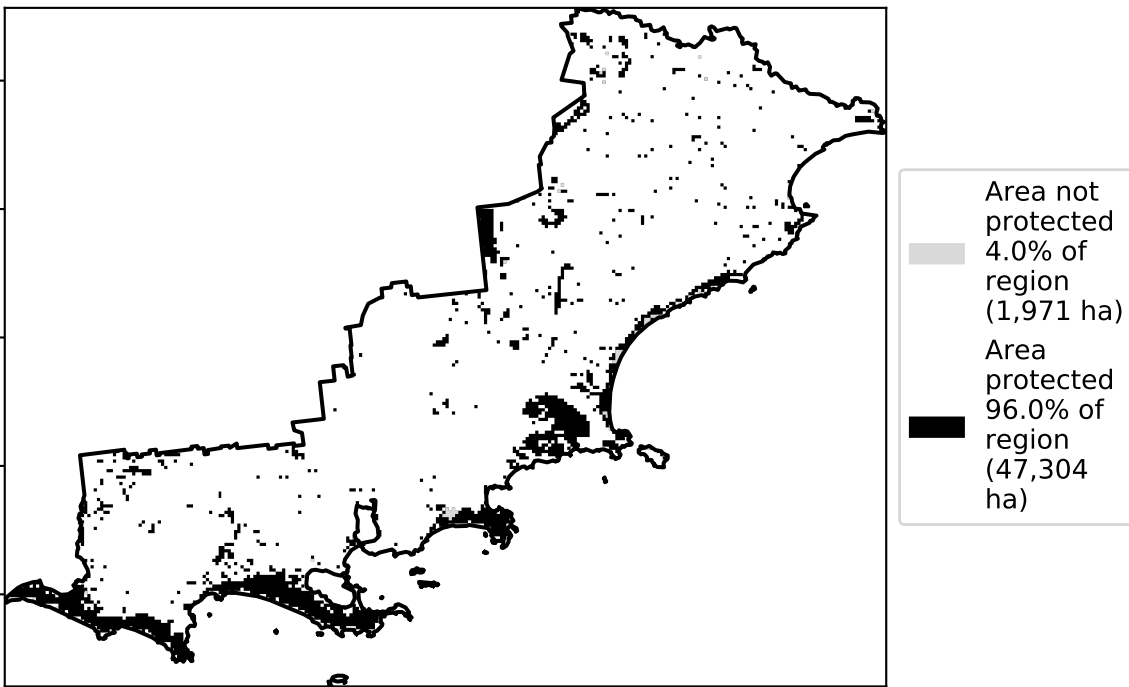 Area not
protected
4.0% of
region
(1,971 ha)
Area
protected
96.0% of
region
(47,304
ha)